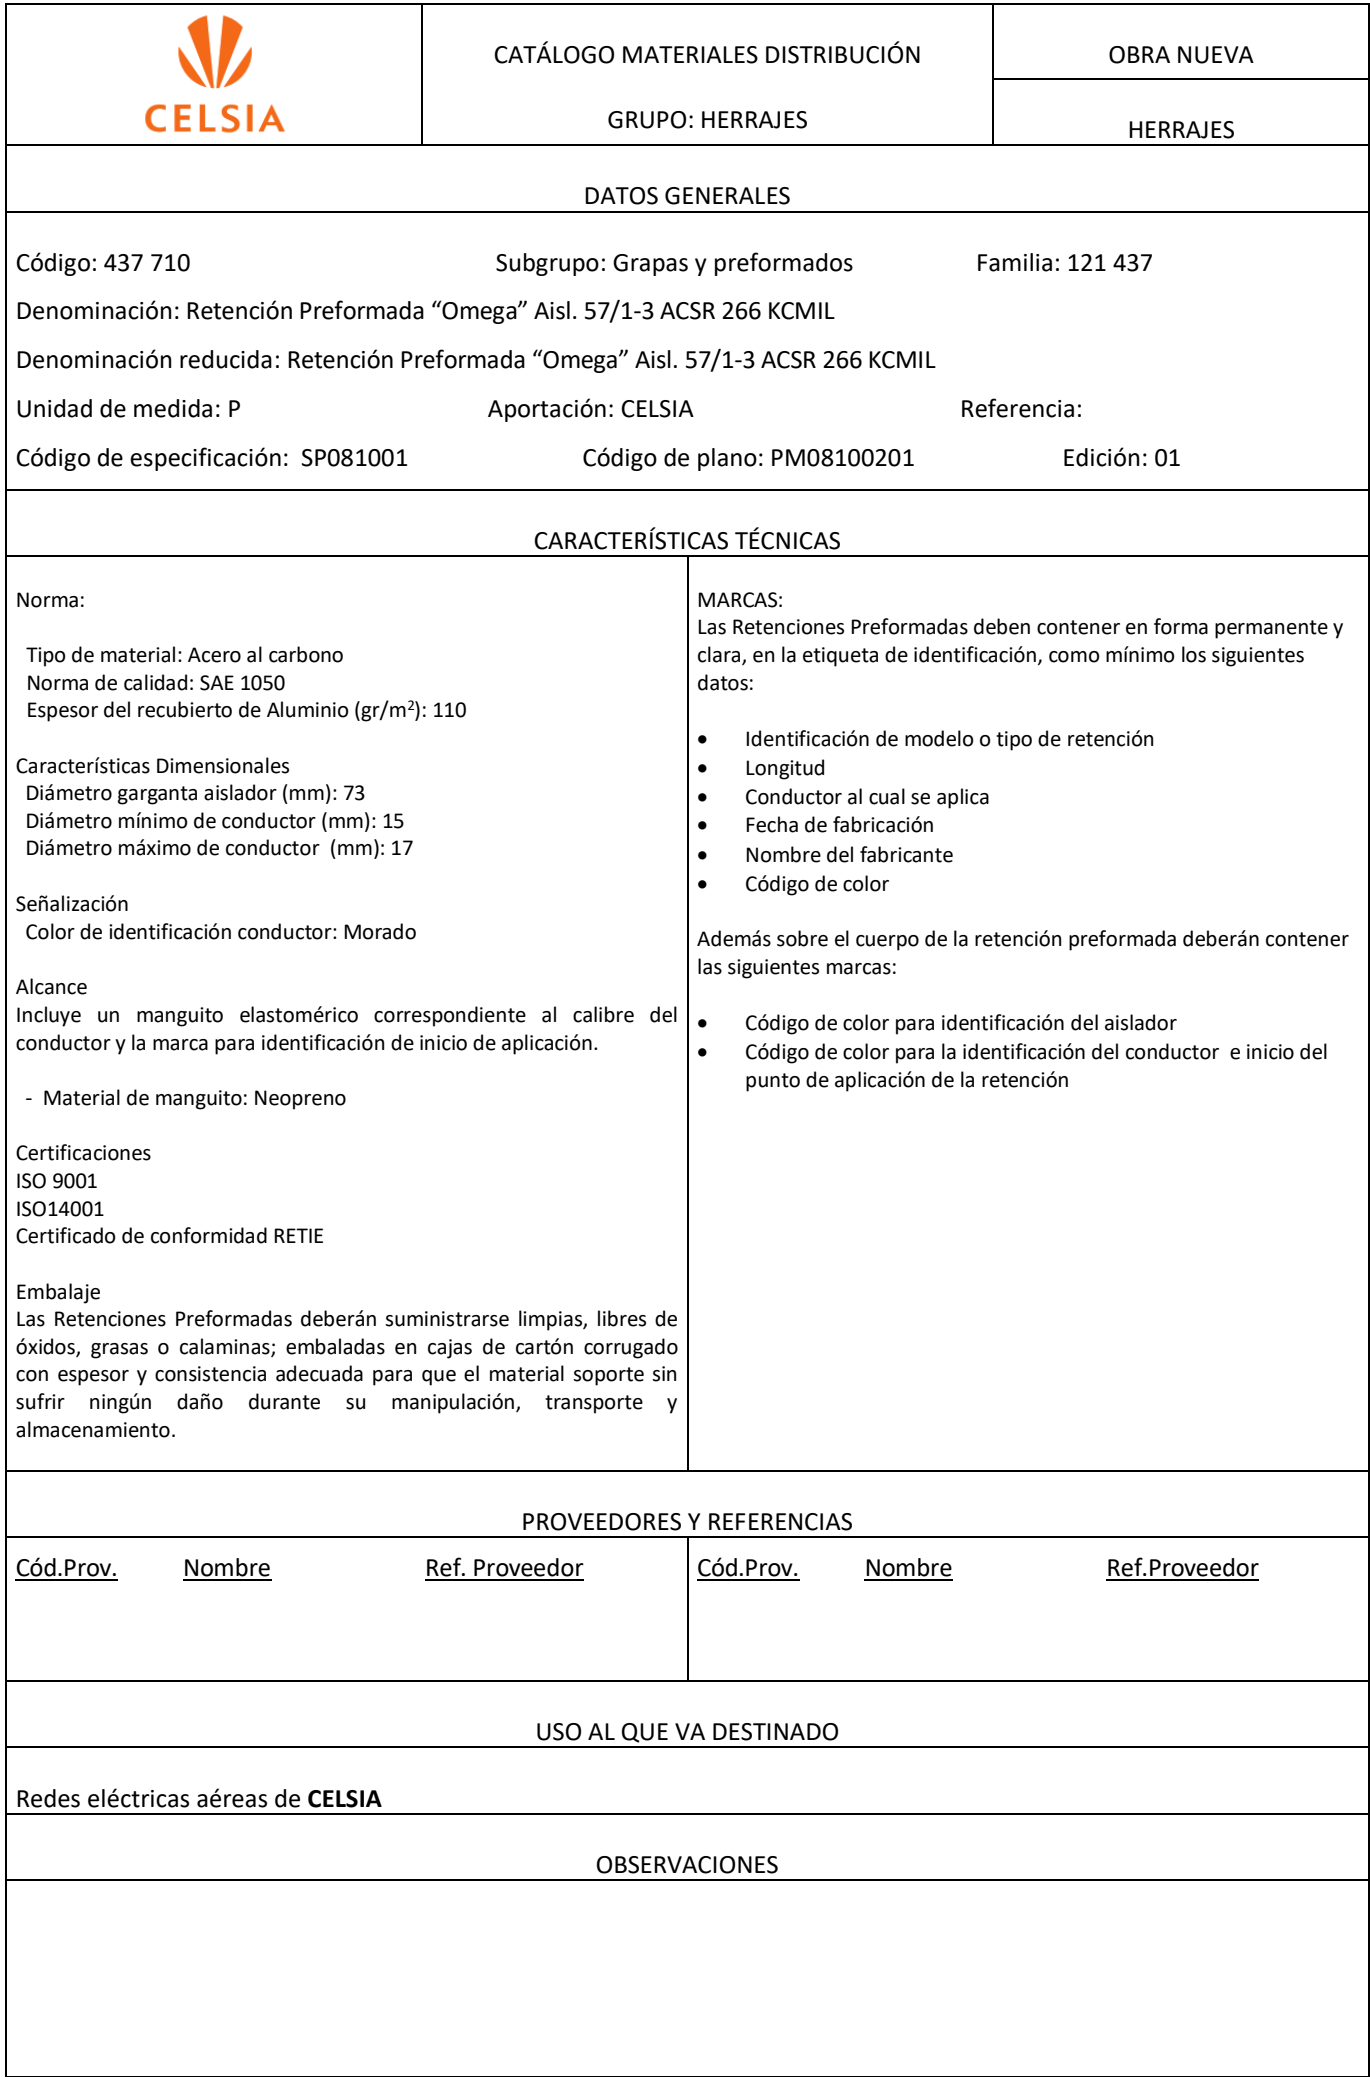 CELSIA
CATÁLOGO MATERIALES DISTRIBUCIÓN
GRUPO: HERRAJES
OBRA NUEVA
HERRAJES
DATOS GENERALES
Código: 437 710 Subgrupo: Grapas y preformados Familia: 121 437
Denominación: Retención Preformada “Omega” Aisl. 57/1-3 ACSR 266 KCMIL
Denominación reducida: Retención Preformada “Omega” Aisl. 57/1-3 ACSR 266 KCMIL
Unidad de medida: P Aportación: CELSIA Referencia:
Código de especificación: SP081001 Código de plano: PM08100201 Edición: 01
CARACTERÍSTICAS TÉCNICAS
Norma:
Tipo de material: Acero al carbono
Norma de calidad: SAE 1050
Espesor del recubierto de Aluminio (gr/m²): 110
Características Dimensionales
Diámetro garganta aislador (mm): 73
Diámetro mínimo de conductor (mm): 15
Diámetro máximo de conductor (mm): 17
Señalización
Color de identificación conductor: Morado
Alcance
Incluye un manguito elastomérico correspondiente al calibre del
conductor y la marca para identificación de inicio de aplicación.
- Material de manguito: Neopreno
Certificaciones
ISO 9001
ISO14001
Certificado de conformidad RETIE
Embalaje
Las Retenciones Preformadas deberán suministrarse limpias, libres de
óxidos, grasas o calaminas; embaladas en cajas de cartón corrugado
con espesor y consistencia adecuada para que el material soporte sin
sufrir ningún daño durante su manipulación, transporte y
almacenamiento.
MARCAS:
Las Retenciones Preformadas deben contener en forma permanente y
clara, en la etiqueta de identificación, como mínimo los siguientes
datos:
• Identificación de modelo o tipo de retención
• Longitud
• Conductor al cual se aplica
• Fecha de fabricación
• Nombre del fabricante
• Código de color
Además sobre el cuerpo de la retención preformada deberán contener
las siguientes marcas:
• Código de color para identificación del aislador
• Código de color para la identificación del conductor e inicio del
punto de aplicación de la retención
PROVEEDORES Y REFERENCIAS
Cód.Prov. Nombre Ref. Proveedor
Cód.Prov. Nombre Ref.Proveedor
USO AL QUE VA DESTINADO
Redes eléctricas aéreas de CELSIA
OBSERVACIONES